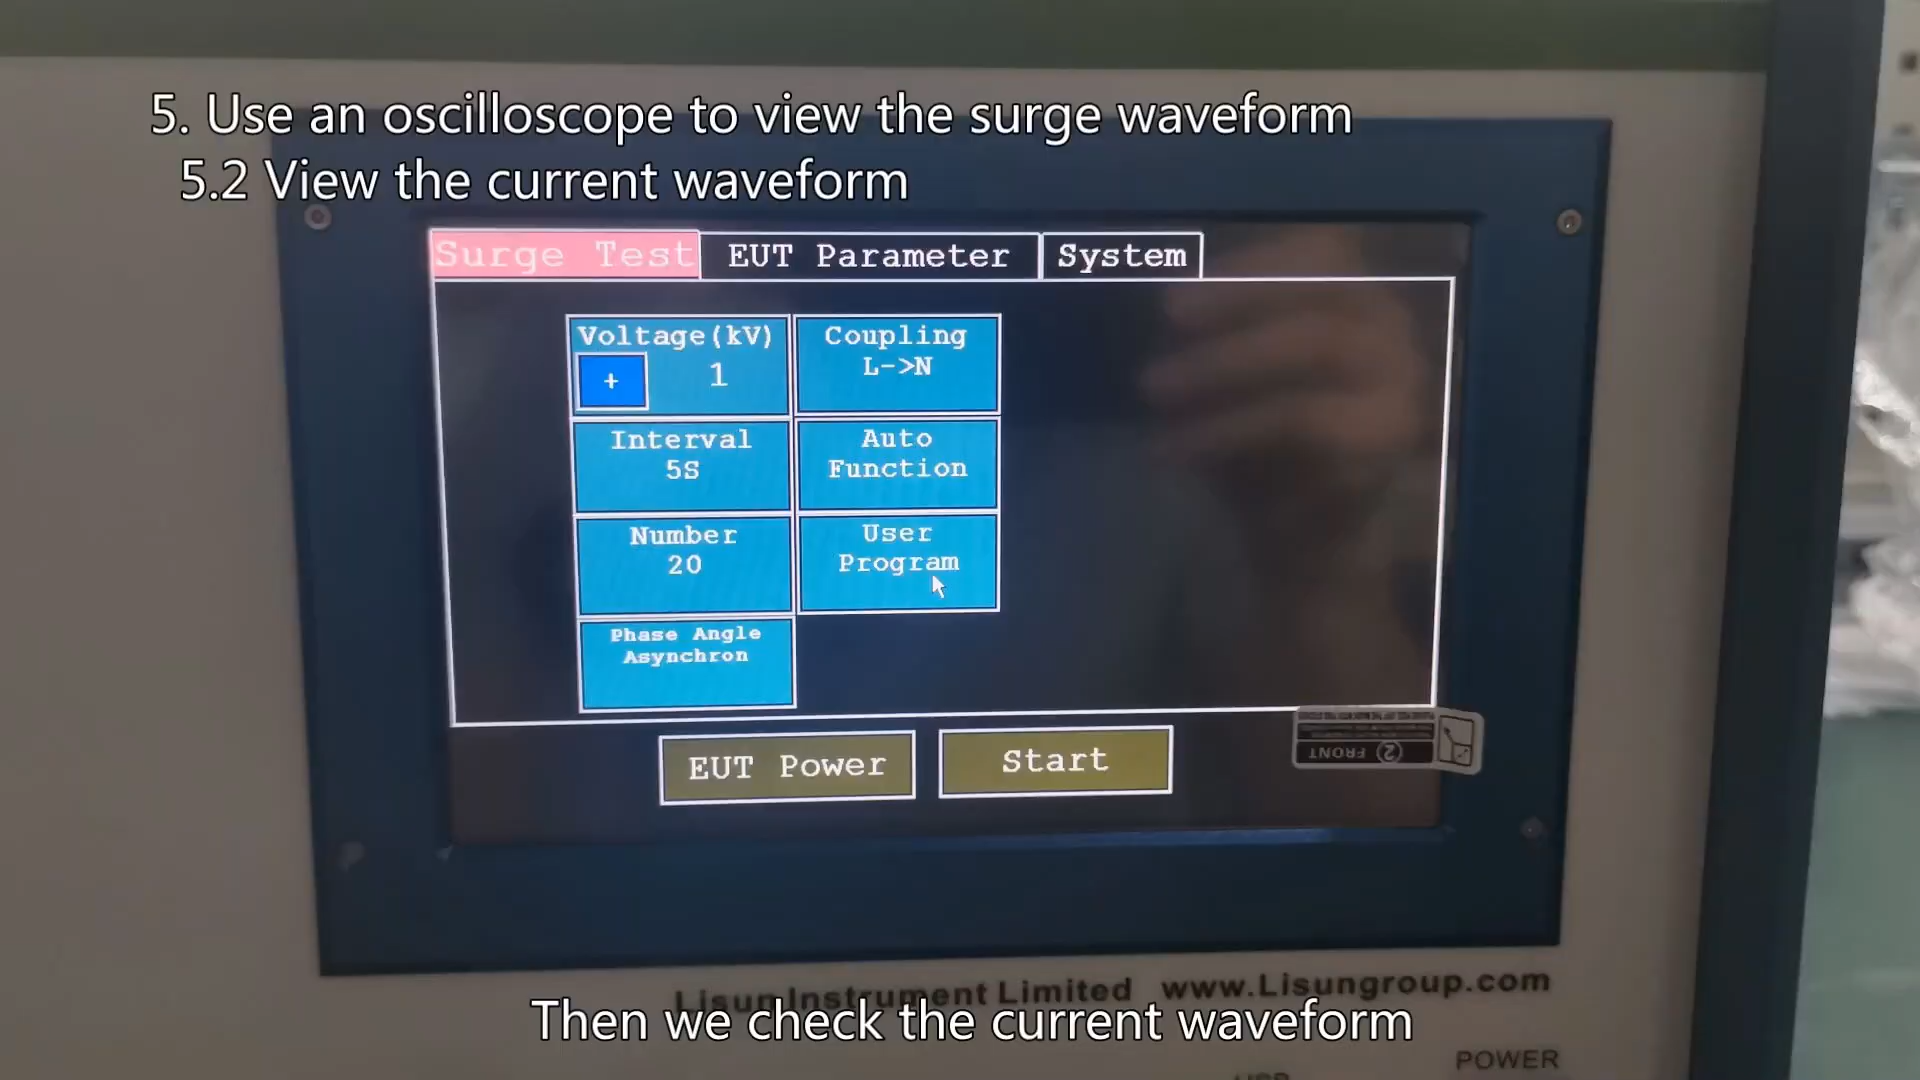 5. Use an oscilloscope to view the surge waveform
5.2 View the current waveform
Surge Test
EUT Parameter
System
Voltage(kV)
+ 1
Coupling
L->N
Interval
5S
Auto
Function
Number
20
User
Program
Phase Angle
Asynchron
EUT Power
Start
2 FRONT
Lisun Instrument Limited www.Lisungroup.com
Then we check the current waveform
POWER